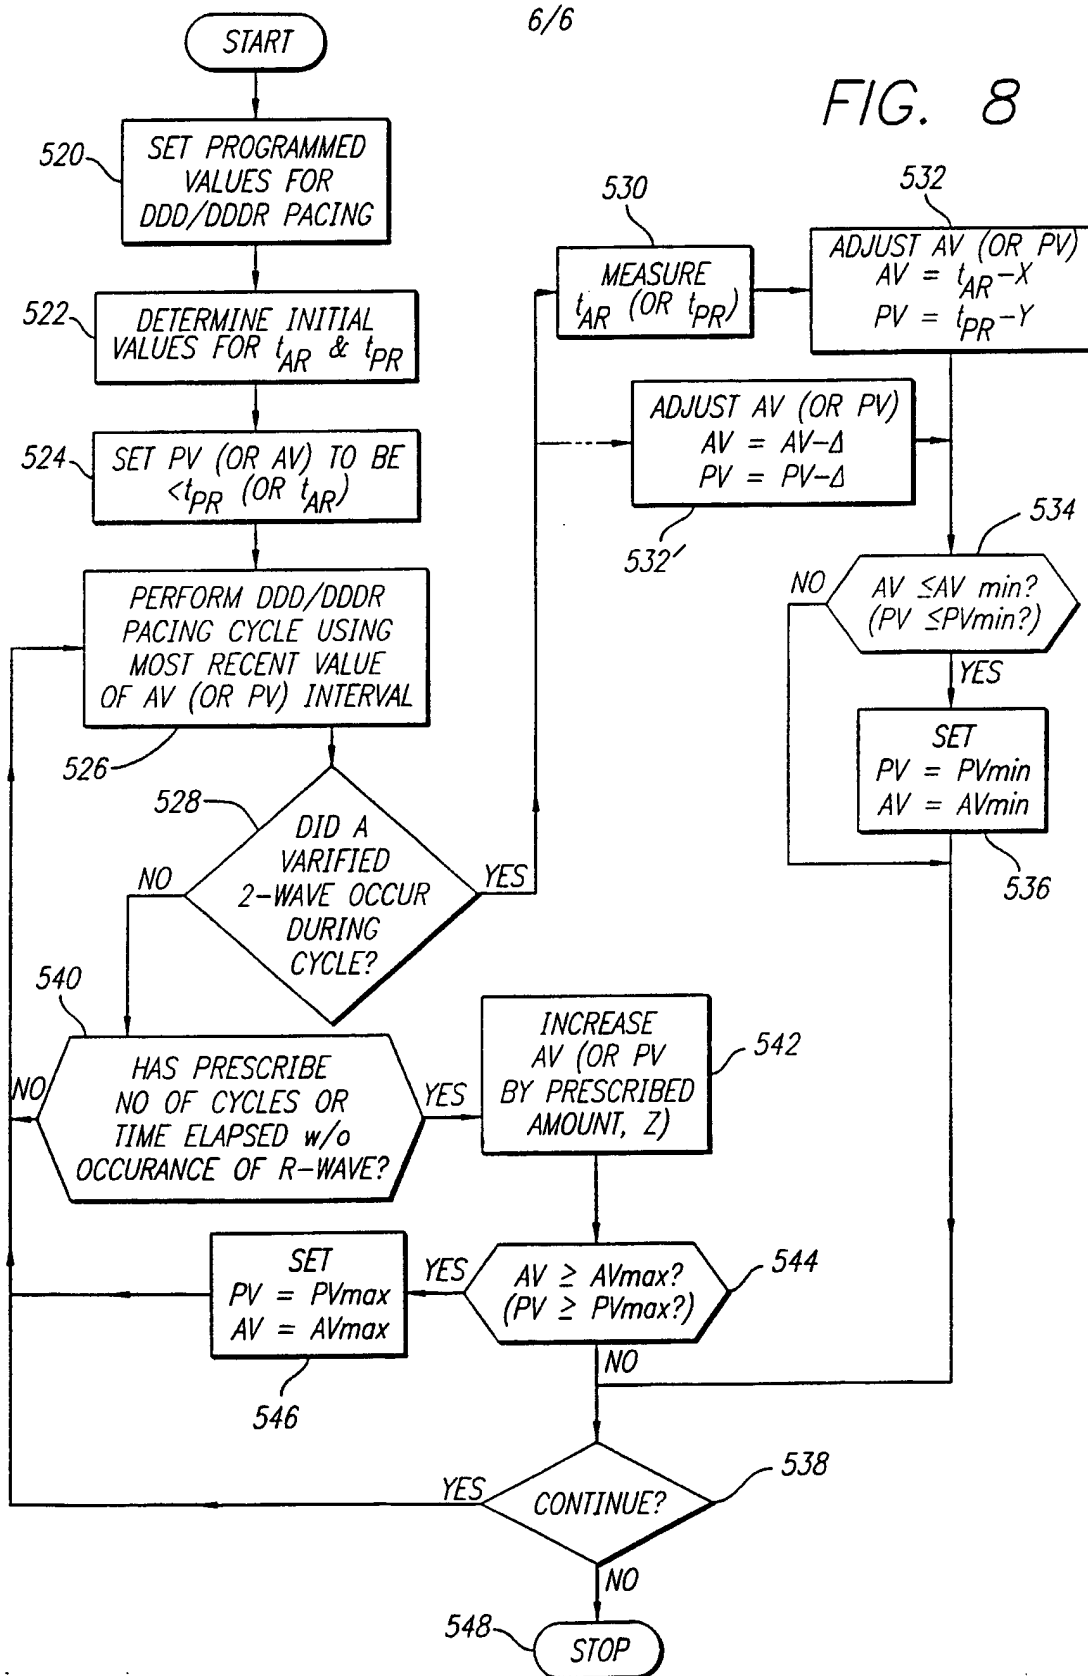 6/6
FIG. 8
START
520
SET PROGRAMMED
VALUES FOR
DDD/DDDR PACING
522
DETERMINE INITIAL
VALUES FOR tAR & tPR
524
SET PV (OR AV) TO BE
<tPR (OR tAR)
PERFORM DDD/DDDR
PACING CYCLE USING
MOST RECENT VALUE
OF AV (OR PV) INTERVAL
526
528
DID A
VARIFIED
2-WAVE OCCUR
DURING
CYCLE?
NO
YES
530
MEASURE
tAR (OR tPR)
532
ADJUST AV (OR PV)
AV = tAR-X
PV = tPR-Y
ADJUST AV (OR PV)
AV = AV-Δ
PV = PV-Δ
532'
534
NO
AV ≤AV min?
(PV ≤PVmin?)
YES
SET
PV = PVmin
AV = AVmin
536
540
HAS PRESCRIBE
NO OF CYCLES OR
TIME ELAPSED w/o
OCCURANCE OF R-WAVE?
NO
YES
INCREASE
AV (OR PV
BY PRESCRIBED
AMOUNT, Z)
542
AV ≥ AVmax?
(PV ≥ PVmax?)
544
YES
NO
SET
PV = PVmax
AV = AVmax
546
538
CONTINUE?
YES
NO
548
STOP